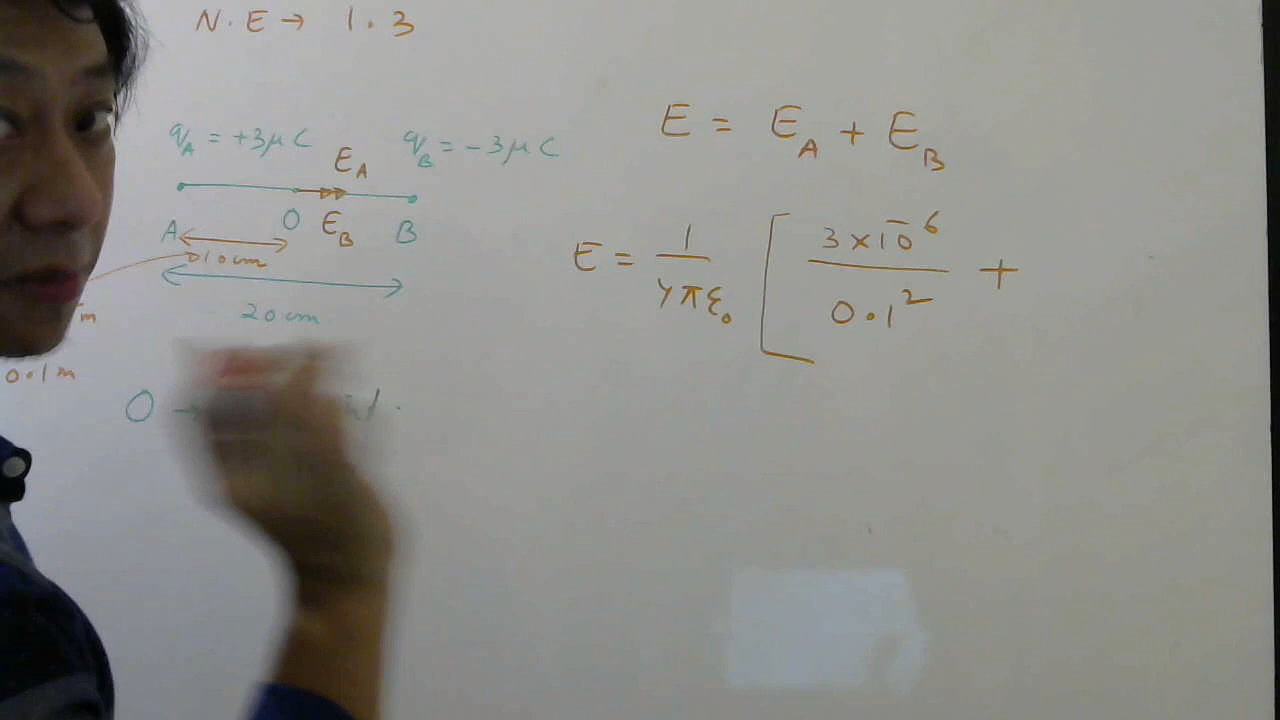 N.E → 1.3
q_A = +3μC
q_B = -3μC
E_A
A
O
E_B
B
10cm
20cm
m
0.1m
O →
E = E_A + E_B
E = 1/4πε₀ [ 3×10⁻⁶/0.1² +